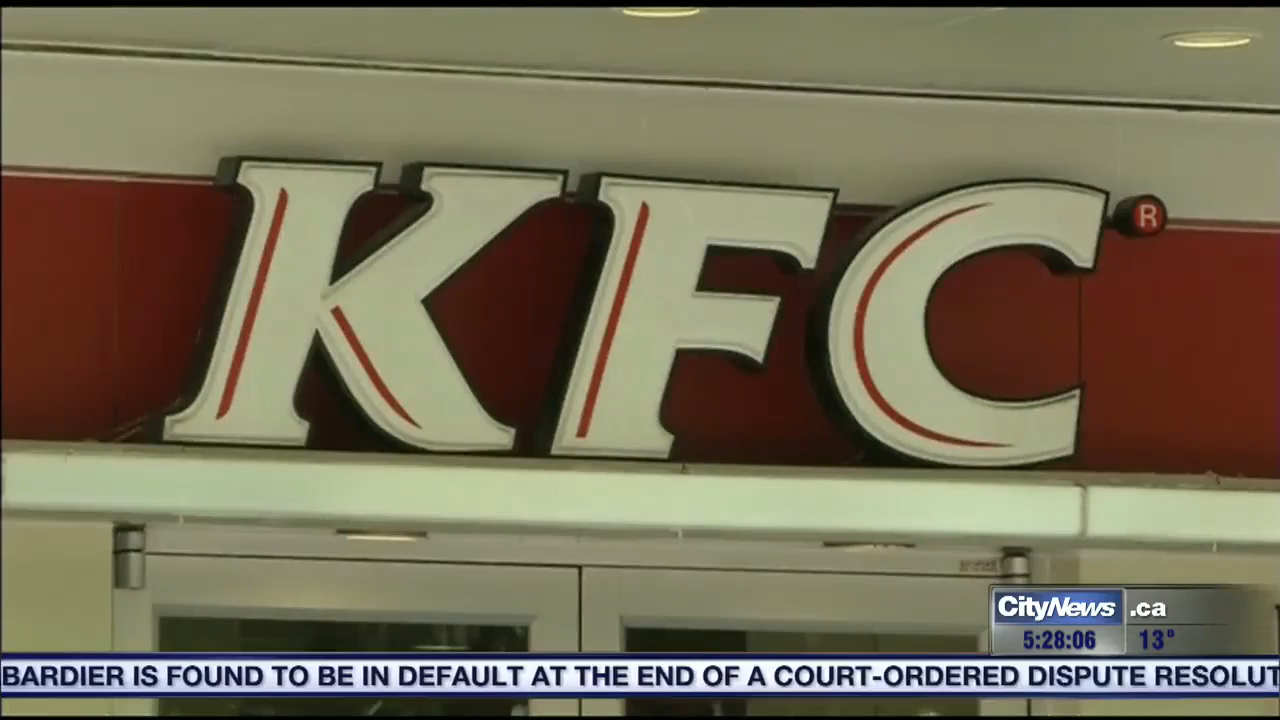 KFC®
CityNews .ca
5:28:06 13°
BARDIER IS FOUND TO BE IN DEFAULT AT THE END OF A COURT-ORDERED DISPUTE RESOLUT